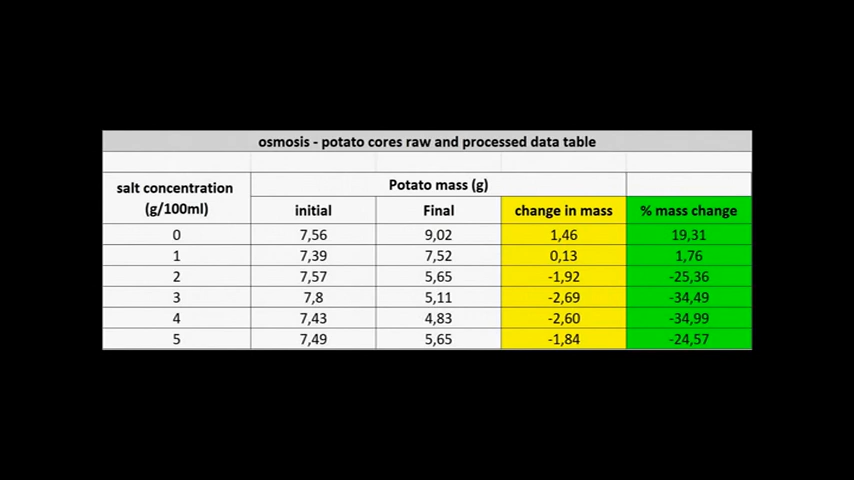 osmosis - potato cores raw and processed data table
salt concentration (g/100ml) Potato mass (g)
initial Final change in mass % mass change
0 7,56 9,02 1,46 19,31
1 7,39 7,52 0,13 1,76
2 7,57 5,65 -1,92 -25,36
3 7,8 5,11 -2,69 -34,49
4 7,43 4,83 -2,60 -34,99
5 7,49 5,65 -1,84 -24,57